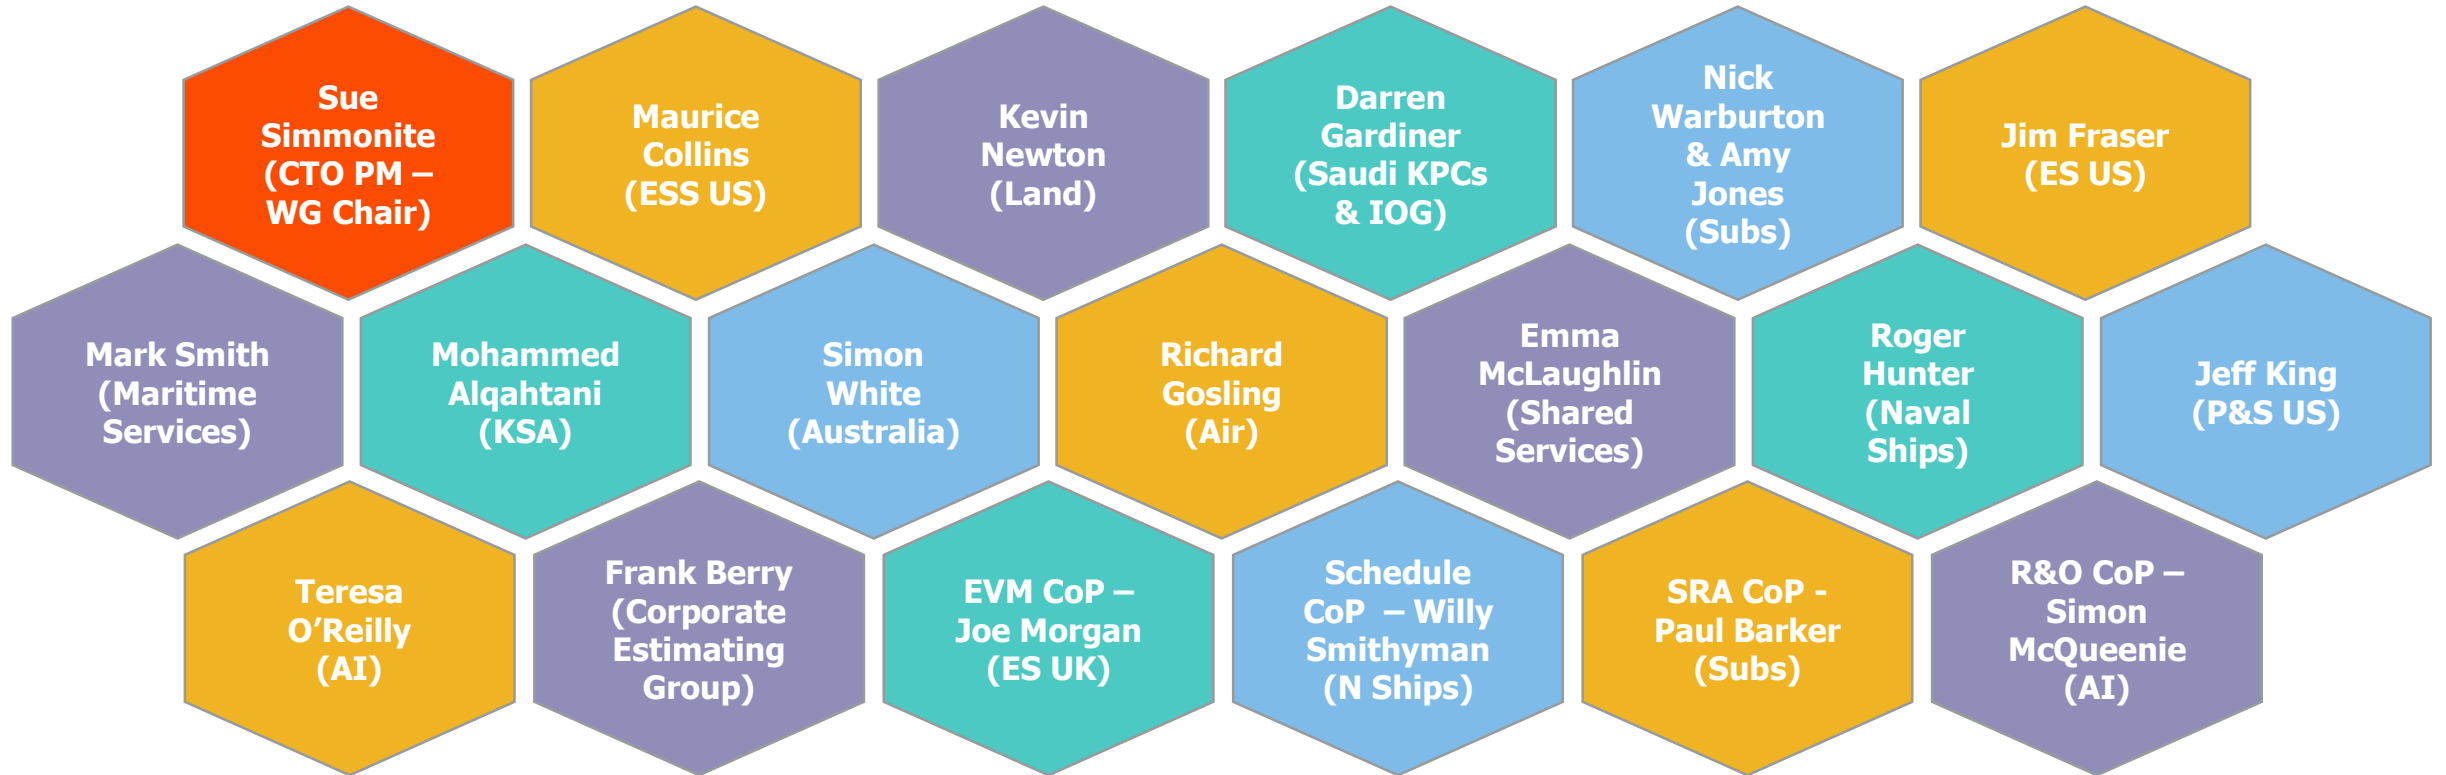 Sue
Simmonite
(CTO PM –
WG Chair)
Maurice
Collins
(ESS US)
Kevin
Newton
(Land)
Darren
Gardiner
(Saudi KPCs
& IOG)
Nick
Warburton
& Amy
Jones
(Subs)
Jim Fraser
(ES US)
Mark Smith
(Maritime
Services)
Mohammed
Alqahtani
(KSA)
Simon
White
(Australia)
Richard
Gosling
(Air)
Emma
McLaughlin
(Shared
Services)
Roger
Hunter
(Naval
Ships)
Jeff King
(P&S US)
Teresa
O’Reilly
(AI)
Frank Berry
(Corporate
Estimating
Group)
EVM CoP –
Joe Morgan
(ES UK)
Schedule
CoP – Willy
Smithyman
(N Ships)
SRA CoP -
Paul Barker
(Subs)
R&O CoP –
Simon
McQueenie
(AI)